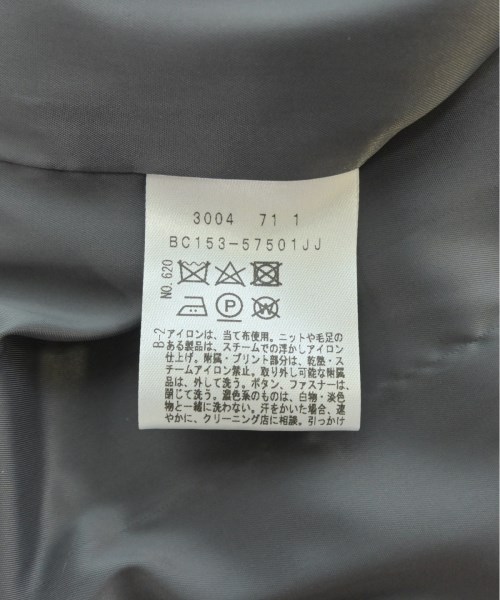 3004 71 1
BC153-57501JJ
NO.620
P
W
B-2
アイロンは、当て布使用。ニットや毛足の
ある製品は、スチームでの浮かしアイロン
仕上げ。附属・プリント部分は、乾熱・ス
チームアイロン禁止。取り外し可能な附属
品は、外して洗う。ボタン、ファスナーは、
閉じて洗う。濃色系のものは、白物・淡色
物と一緒に洗わない。汗をかいた場合、速
やかに、クリーニング店に相談。引っかけ